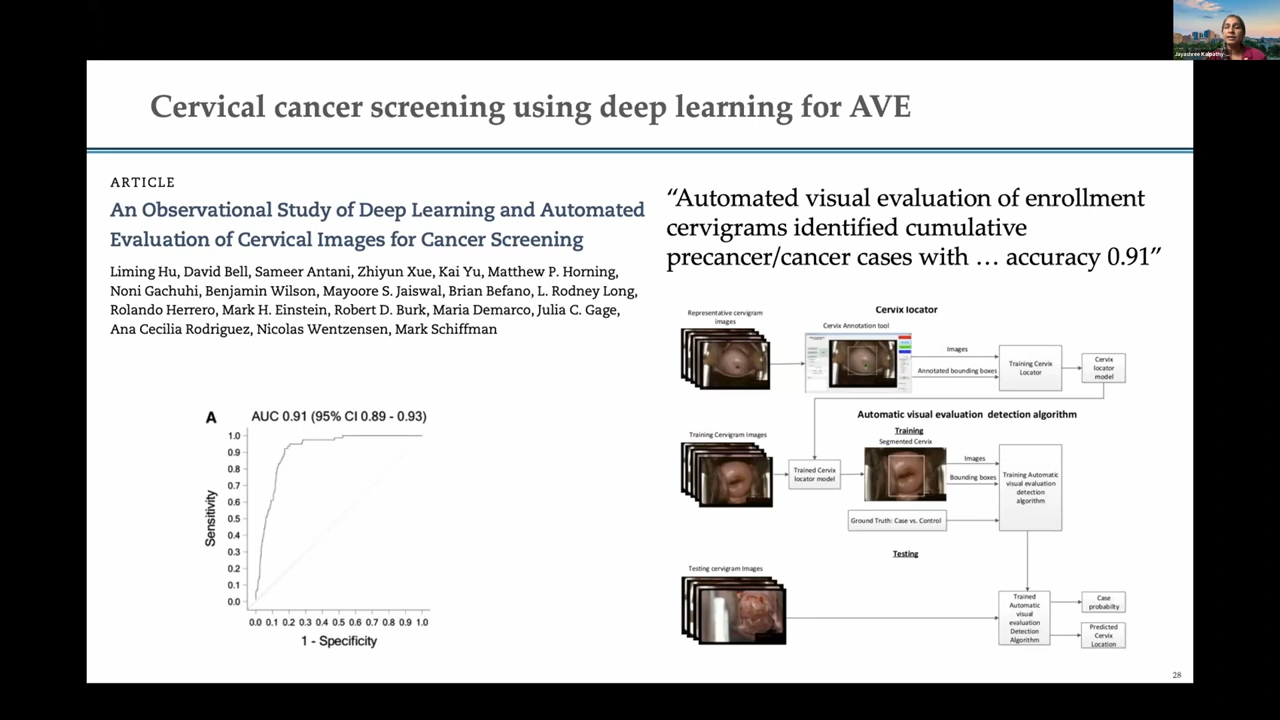 Jayashree Kalpathy-...
Cervical cancer screening using deep learning for AVE
ARTICLE
An Observational Study of Deep Learning and Automated
Evaluation of Cervical Images for Cancer Screening
Liming Hu, David Bell, Sameer Antani, Zhiyun Xue, Kai Yu, Matthew P. Horning,
Noni Gachuhi, Benjamin Wilson, Mayoore S. Jaiswal, Brian Befano, L. Rodney Long,
Rolando Herrero, Mark H. Einstein, Robert D. Burk, Maria Demarco, Julia C. Gage,
Ana Cecilia Rodriguez, Nicolas Wentzensen, Mark Schiffman
“Automated visual evaluation of enrollment
cervigrams identified cumulative
precancer/cancer cases with … accuracy 0.91”
A AUC 0.91 (95% CI 0.89 - 0.93)
1.0
0.9
0.8
0.7
0.6
0.5
0.4
0.3
0.2
0.1
0.0
Sensitivity
0.0 0.1 0.2 0.3 0.4 0.5 0.6 0.7 0.8 0.9 1.0
1 - Specificity
Cervix locator
Representative cervigram
images
Cervix Annotation tool
Images
Annotated bounding boxes
Training Cervix
Locator
Cervix
locator
model
Automatic visual evaluation detection algorithm
Training
Training Cervigram Images
Trained Cervix
locator model
Segmented Cervix
Images
Bounding boxes
Training Automatic
visual evaluation
detection
algorithm
Ground Truth: Case vs. Control
Testing
Testing cervigram Images
Trained
Automatic
visual
evaluation
Detection
Algorithm
Case
probabilty
Predicted
Cervix
Location
28